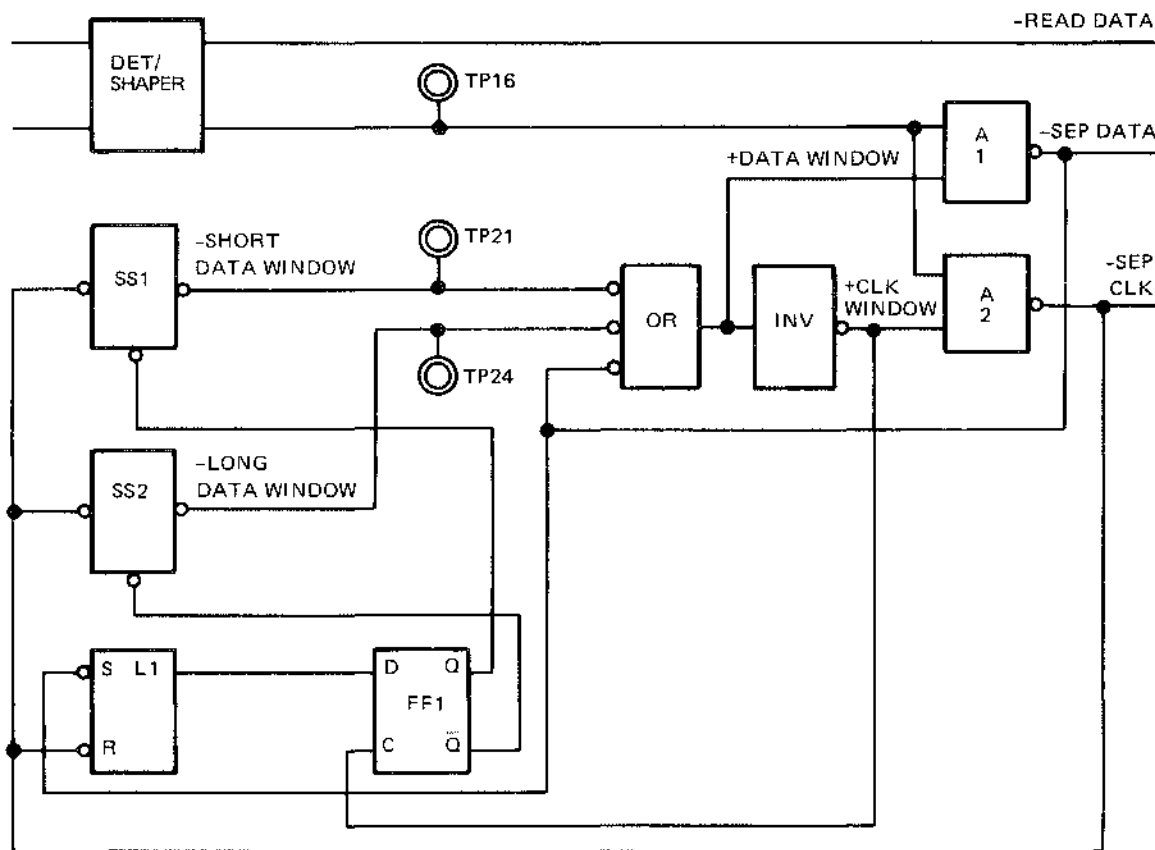 –READ DATA
DET/
SHAPER
TP16
A
1
–SEP DATA
+DATA WINDOW
TP21
–SHORT
DATA WINDOW
SS1
–SEP
CLK
+CLK
WINDOW
A
2
OR
INV
TP24
–LONG
DATA WINDOW
SS2
S L1
R
D Q
FF1
C Q̅